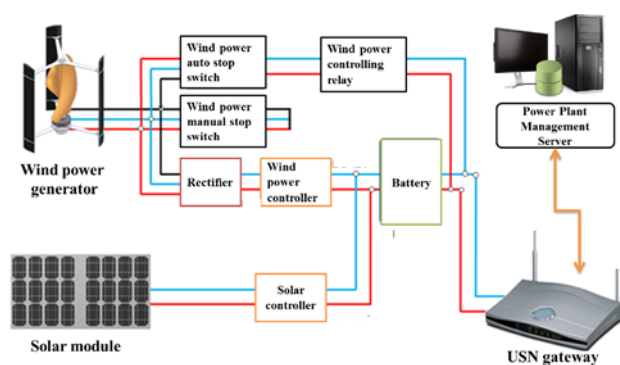 Wind power
auto stop
switch
Wind power
controlling
relay
Wind power
manual stop
switch
Wind power
generator
Rectifier
Wind
power
controller
Battery
Power Plant
Management
Server
Solar
controller
Solar module
USN gateway